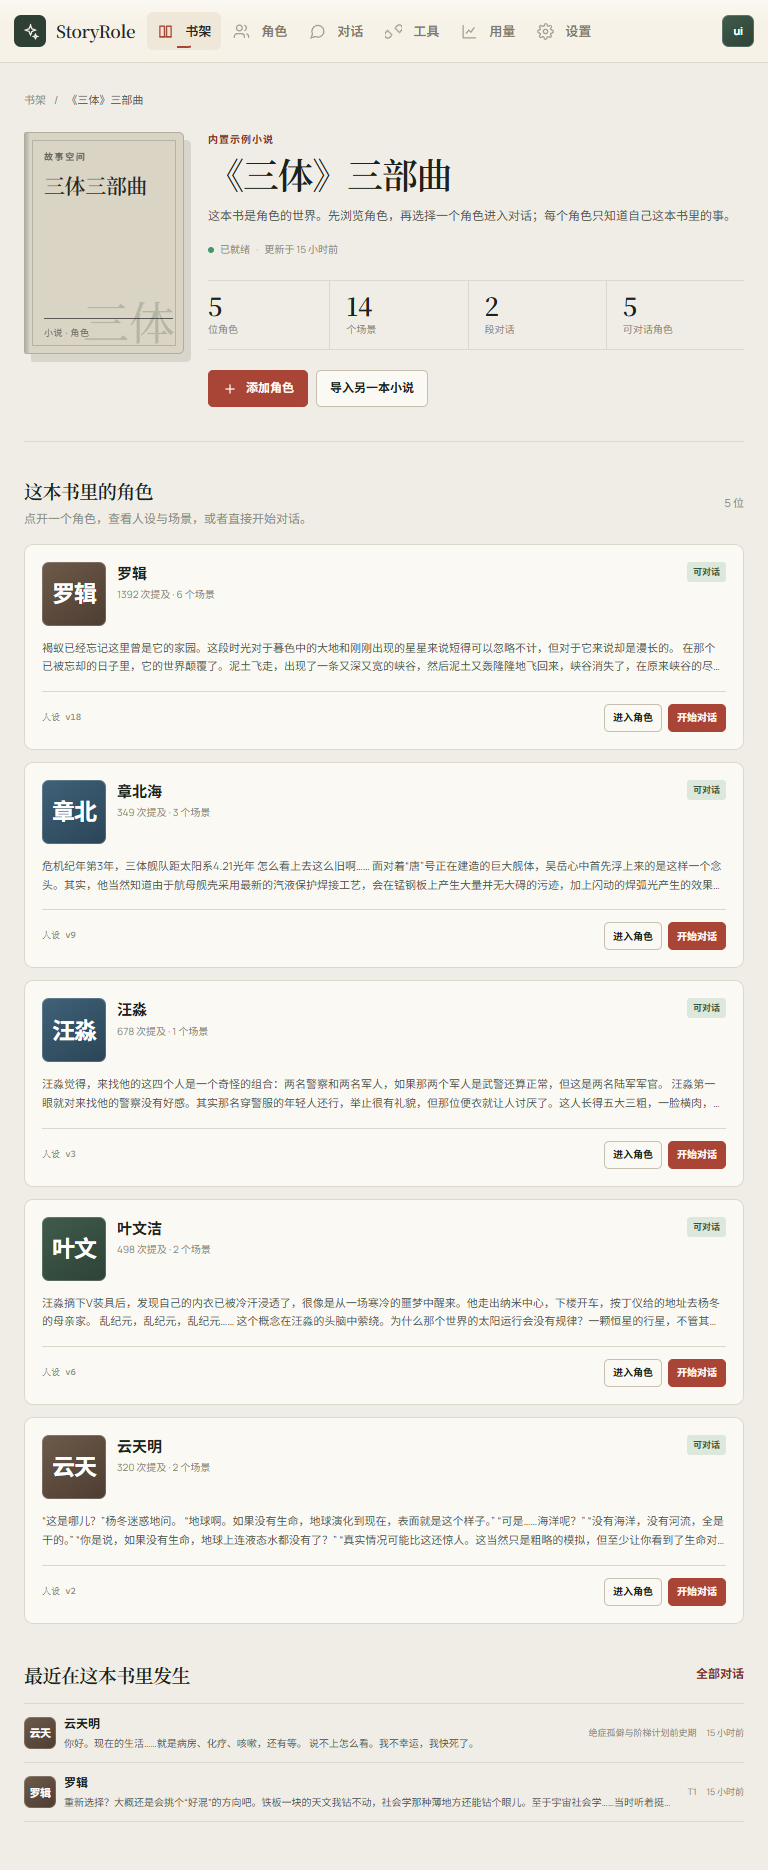 StoryRole
书架
角色
对话
工具
用量
设置
ui
书架 / 《三体》三部曲
故事空间
三体三部曲
三体
小说 · 角色
内置示例小说
《三体》三部曲
这本书是角色的世界。先浏览角色，再选择一个角色进入对话；每个角色只知道自己这本书里的事。
已就绪 · 更新于 15 小时前
5
位角色
14
个场景
2
段对话
5
可对话角色
+ 添加角色
导入另一本小说
这本书里的角色
点开一个角色，查看人设与场景，或者直接开始对话。
5 位
罗辑
罗辑
1392 次提及 · 6 个场景
可对话
褐蚁已经忘记这里曾是它的家园。这段时光对于暮色中的大地和刚刚出现的星星来说短得可以忽略不计，但对于它来说却是漫长的。 在那个
已被忘却的日子里，它的世界颠覆了。泥土飞走，出现了一条又深又宽的峡谷，然后泥土又轰隆隆地飞回来，峡谷消失了，在原来峡谷的尽…
人设 v18
进入角色
开始对话
章北
章北海
349 次提及 · 3 个场景
可对话
危机纪年第3年，三体舰队距太阳系4.21光年 怎么看上去这么旧啊…… 面对着“唐”号正在建造的巨大舰体，吴岳心中首先浮上来的是这样一个念
头。其实，他当然知道由于航母舰壳采用最新的汽液保护焊接工艺，会在锰钢板上产生大量并无大碍的污迹，加上闪动的焊弧光产生的效果…
人设 v9
进入角色
开始对话
汪淼
汪淼
678 次提及 · 1 个场景
可对话
汪淼觉得，来找他的这四个人是一个奇怪的组合：两名警察和两名军人，如果那两个军人是武警还算正常，但这是两名陆军军官。 汪淼第一
眼就对来找他的警察没有好感。其实那名穿警服的年轻人还行，举止很有礼貌，但那位便衣就让人讨厌了。这人长得五大三粗，一脸横肉，…
人设 v3
进入角色
开始对话
叶文
叶文洁
498 次提及 · 2 个场景
可对话
汪淼摘下V装具后，发现自己的内衣已被冷汗浸透了，很像是从一场寒冷的噩梦中醒来。他走出纳米中心，下楼开车，按丁仪给的地址去杨冬
的母亲家。 乱纪元，乱纪元，乱纪元…… 这个概念在汪淼的头脑中萦绕。为什么那个世界的太阳运行会没有规律？一颗恒星的行星，不管其…
人设 v6
进入角色
开始对话
云天
云天明
320 次提及 · 2 个场景
可对话
“这是哪儿？”杨冬迷惑地问。 “地球啊。如果没有生命，地球演化到现在，表面就是这个样子。” “可是……海洋呢？” “没有海洋，没有河流，全是
干的。” “你是说，如果没有生命，地球上连液态水都没有了？” “真实情况可能比这还惊人。这当然只是粗略的模拟，但至少让你看到了生命对…
人设 v2
进入角色
开始对话
最近在这本书里发生
全部对话
云天
云天明
你好。现在的生活……就是病房、化疗、咳嗽，还有等。 说不上怎么看。我不幸运，我快死了。
绝症孤僻与阶梯计划前史期 15 小时前
罗辑
罗辑
重新选择？大概还是会挑个“好混”的方向吧。铁板一块的天文我钻不动，社会学那种薄地方还能钻个眼儿。至于宇宙社会学……当时听着挺…
T1 15 小时前